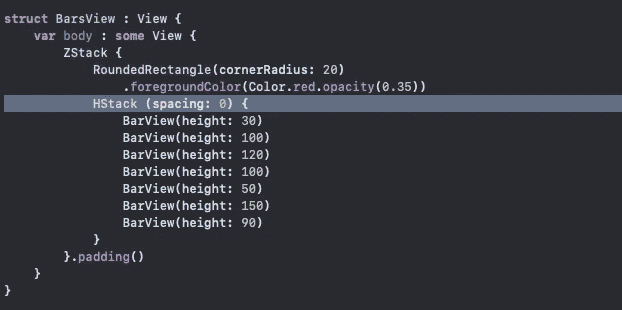 struct BarsView : View {
    var body : some View {
        ZStack {
            RoundedRectangle(cornerRadius: 20)
                .foregroundColor(Color.red.opacity(0.35))
            HStack (spacing: 0) {
                BarView(height: 30)
                BarView(height: 100)
                BarView(height: 120)
                BarView(height: 100)
                BarView(height: 50)
                BarView(height: 150)
                BarView(height: 90)
            }
        }.padding()
    }
}